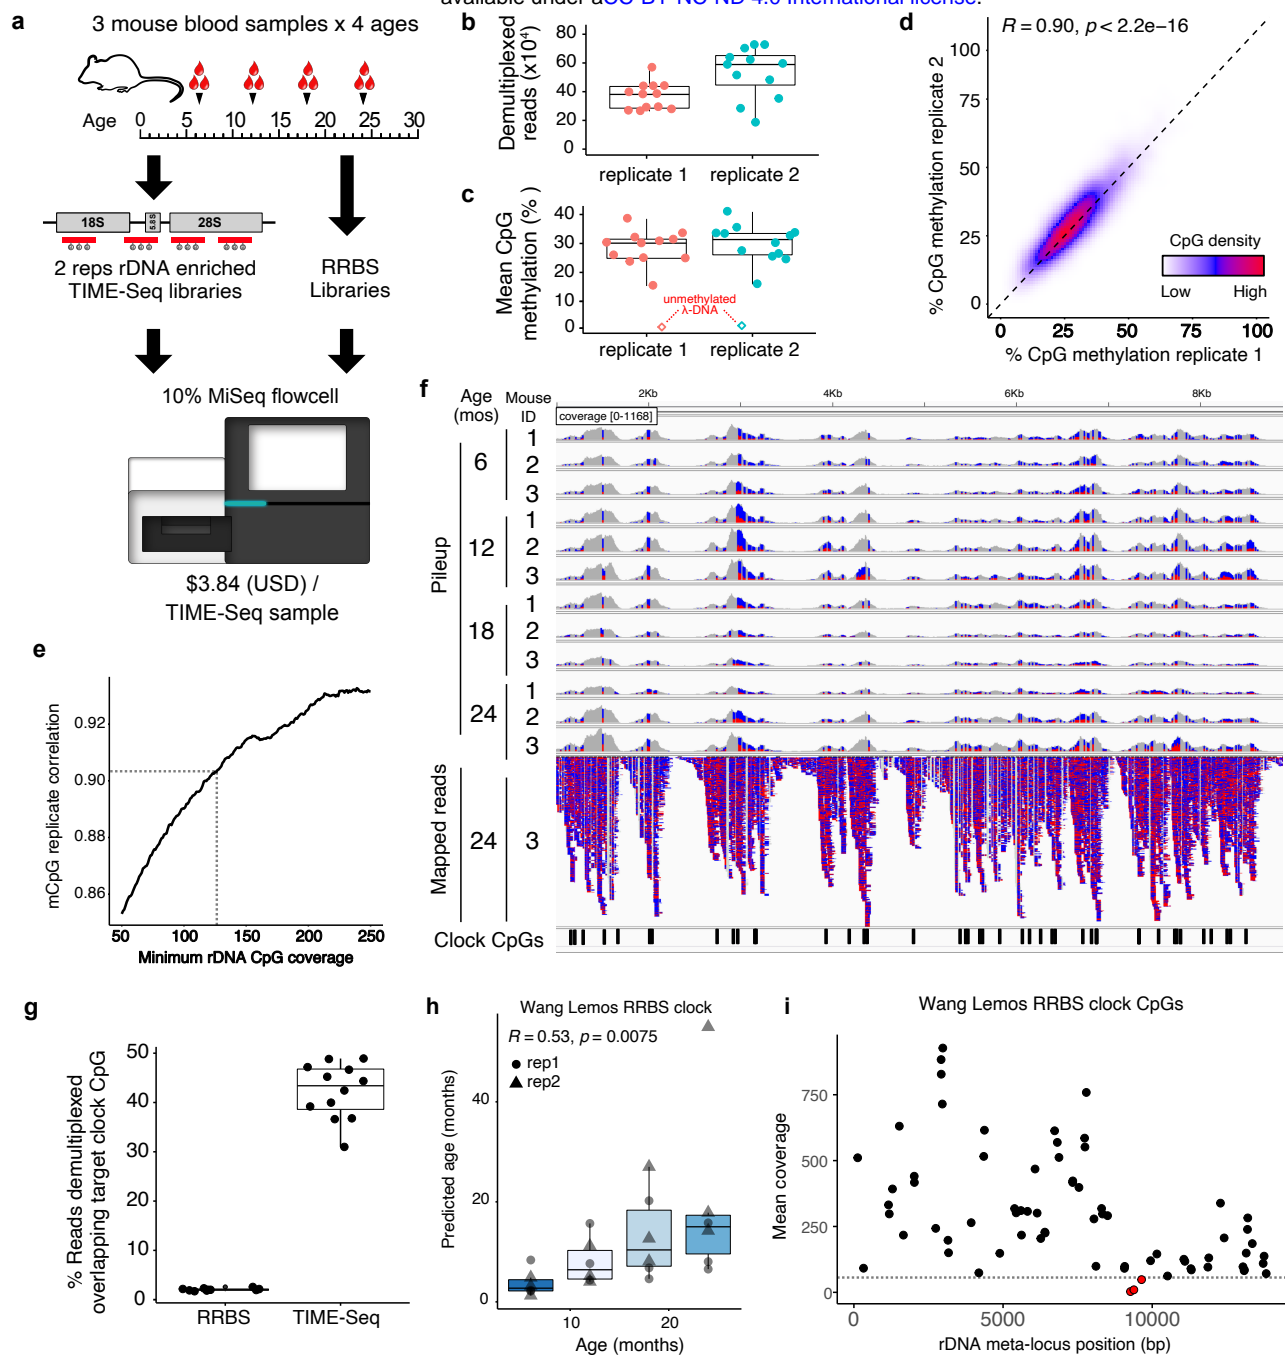 available under aCC-BY-NC-ND 4.0 International license.
a
3 mouse blood samples x 4 ages
Age
0 5 10 15 20 25 30
18S 5.8S 28S
2 reps rDNA enriched
TIME-Seq libraries
RRBS
Libraries
10% MiSeq flowcell
$3.84 (USD) /
TIME-Seq sample
b
Demultiplexed
reads (x10⁴)
80
60
40
20
0
replicate 1 replicate 2
c
Mean CpG
methylation (% )
40
30
20
10
0
unmethylated
λ-DNA
replicate 1 replicate 2
d
R = 0.90, p < 2.2e−16
% CpG methylation replicate 2
100
75
50
25
0
CpG density
Low High
0 25 50 75 100
% CpG methylation replicate 1
e
mCpG replicate correlation
0.92
0.90
0.88
0.86
50 100 150 200 250
Minimum rDNA CpG coverage
f
Age
(mos)
Mouse
ID
2Kb 4Kb 6Kb 8Kb
coverage [0-1168]
Pileup
6
1
2
3
12
1
2
3
18
1
2
3
24
1
2
3
Mapped reads
24 3
Clock CpGs
g
% Reads demultiplexed
overlapping target clock CpG
50
40
30
20
10
0
RRBS TIME-Seq
h
Wang Lemos RRBS clock
R = 0.53, p = 0.0075
rep1
rep2
Predicted age (months)
40
20
0
10 20
Age (months)
i
Wang Lemos RRBS clock CpGs
Mean coverage
750
500
250
0
0 5000 10000
rDNA meta-locus position (bp)